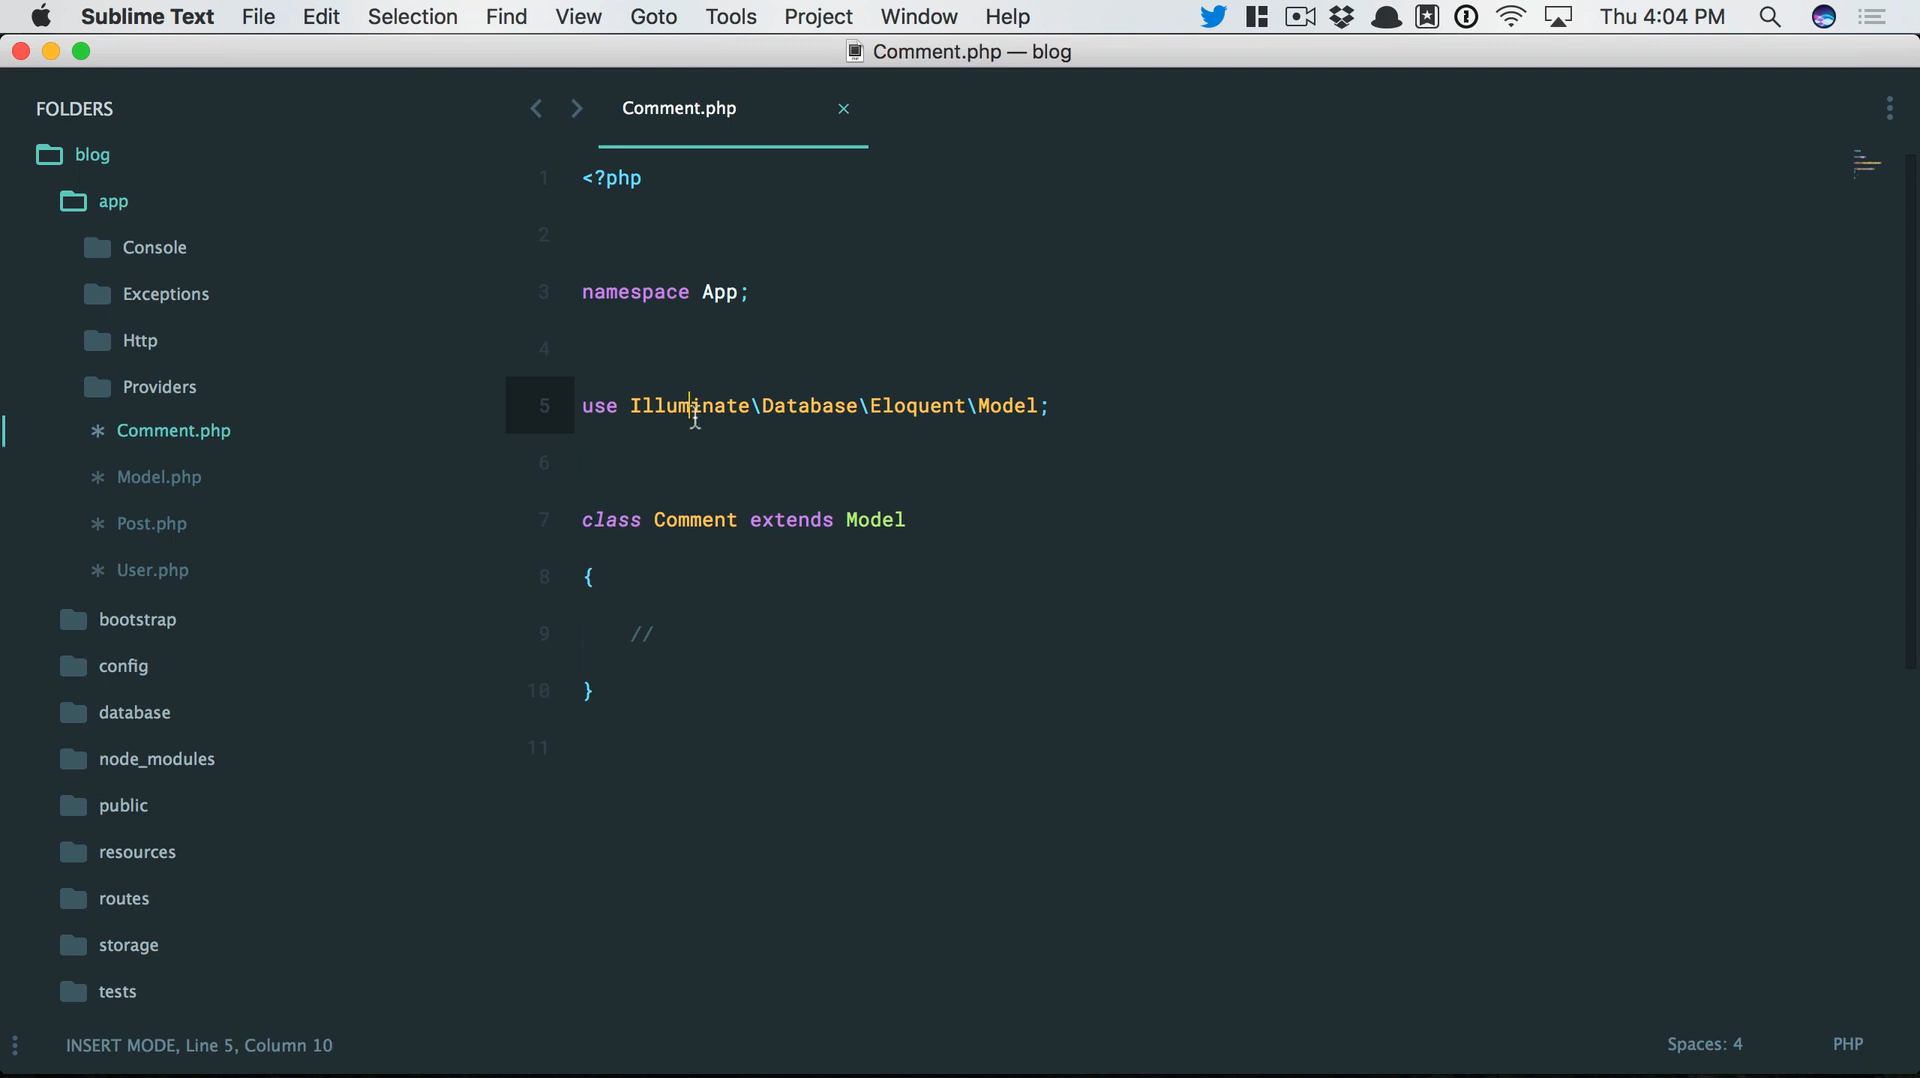 Sublime Text File Edit Selection Find View Goto Tools Project Window Help Thu 4:04 PM
Comment.php — blog
FOLDERS
blog
app
Console
Exceptions
Http
Providers
Comment.php
Model.php
Post.php
User.php
bootstrap
config
database
node_modules
public
resources
routes
storage
tests
Comment.php
1 <?php
2
3 namespace App;
4
5 use Illuminate\Database\Eloquent\Model;
6
7 class Comment extends Model
8 {
9 //
10 }
11
INSERT MODE, Line 5, Column 10 Spaces: 4 PHP